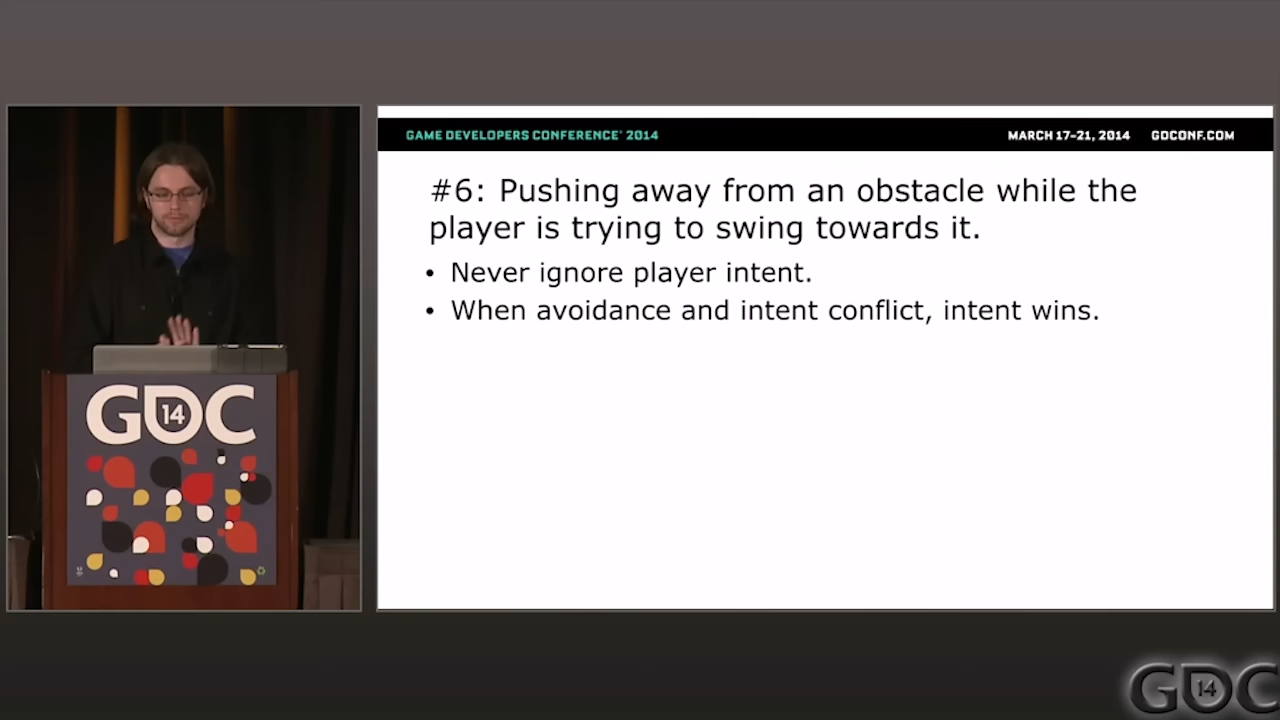 GAME DEVELOPERS CONFERENCE® 2014
MARCH 17–21, 2014 GDCONF.COM
#6: Pushing away from an obstacle while the
player is trying to swing towards it.
• Never ignore player intent.
• When avoidance and intent conflict, intent wins.
GDC
14
GDC
14